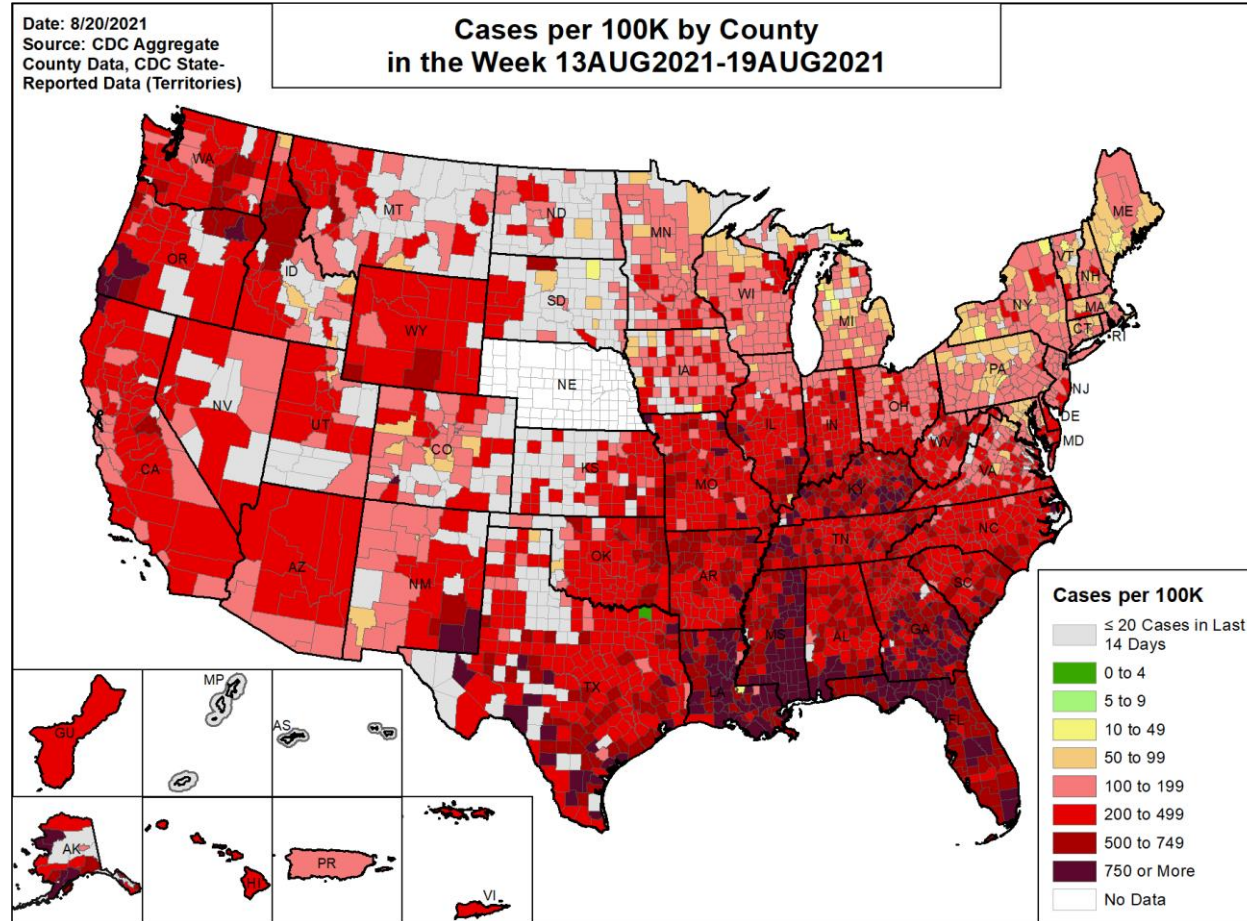 Date: 8/20/2021
Source: CDC Aggregate
County Data, CDC State-
Reported Data (Territories)
Cases per 100K by County
in the Week 13AUG2021-19AUG2021
WA
MT
ND
MN
ME
OR
ID
SD
WI
VT
NH
NY
MA
MI
CT
RI
WY
IA
PA
NE
NJ
NV
OH
DE
UT
CO
IL
IN
MD
WV
CA
KS
VA
MO
KY
NC
TN
OK
AZ
NM
AR
SC
MS
AL
GA
TX
LA
FL
MP
GU
AS
AK
HI
PR
VI
Cases per 100K
≤ 20 Cases in Last
14 Days
0 to 4
5 to 9
10 to 49
50 to 99
100 to 199
200 to 499
500 to 749
750 or More
No Data